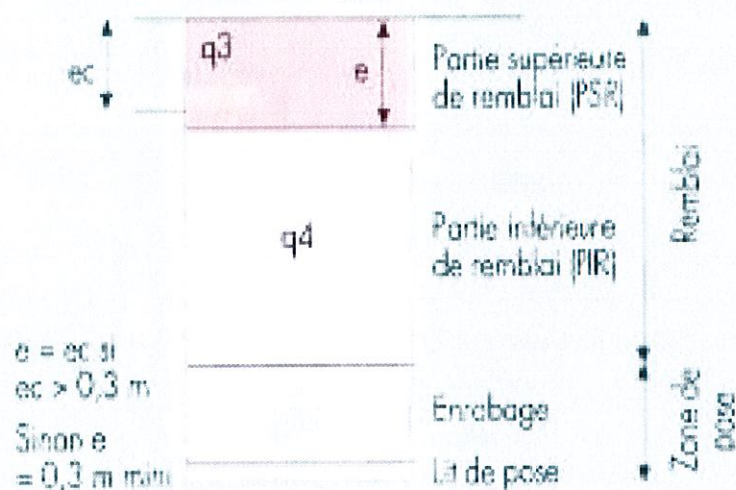 q3
ec
e
Partie supérieure
de remblai (PSR)
Remblai
q4
Partie inférieure
de remblai (PIR)
e = ec si
ec > 0,3 m
Sinon e
= 0,3 m mini
Enrobage
Lit de pose
Zone de
pose